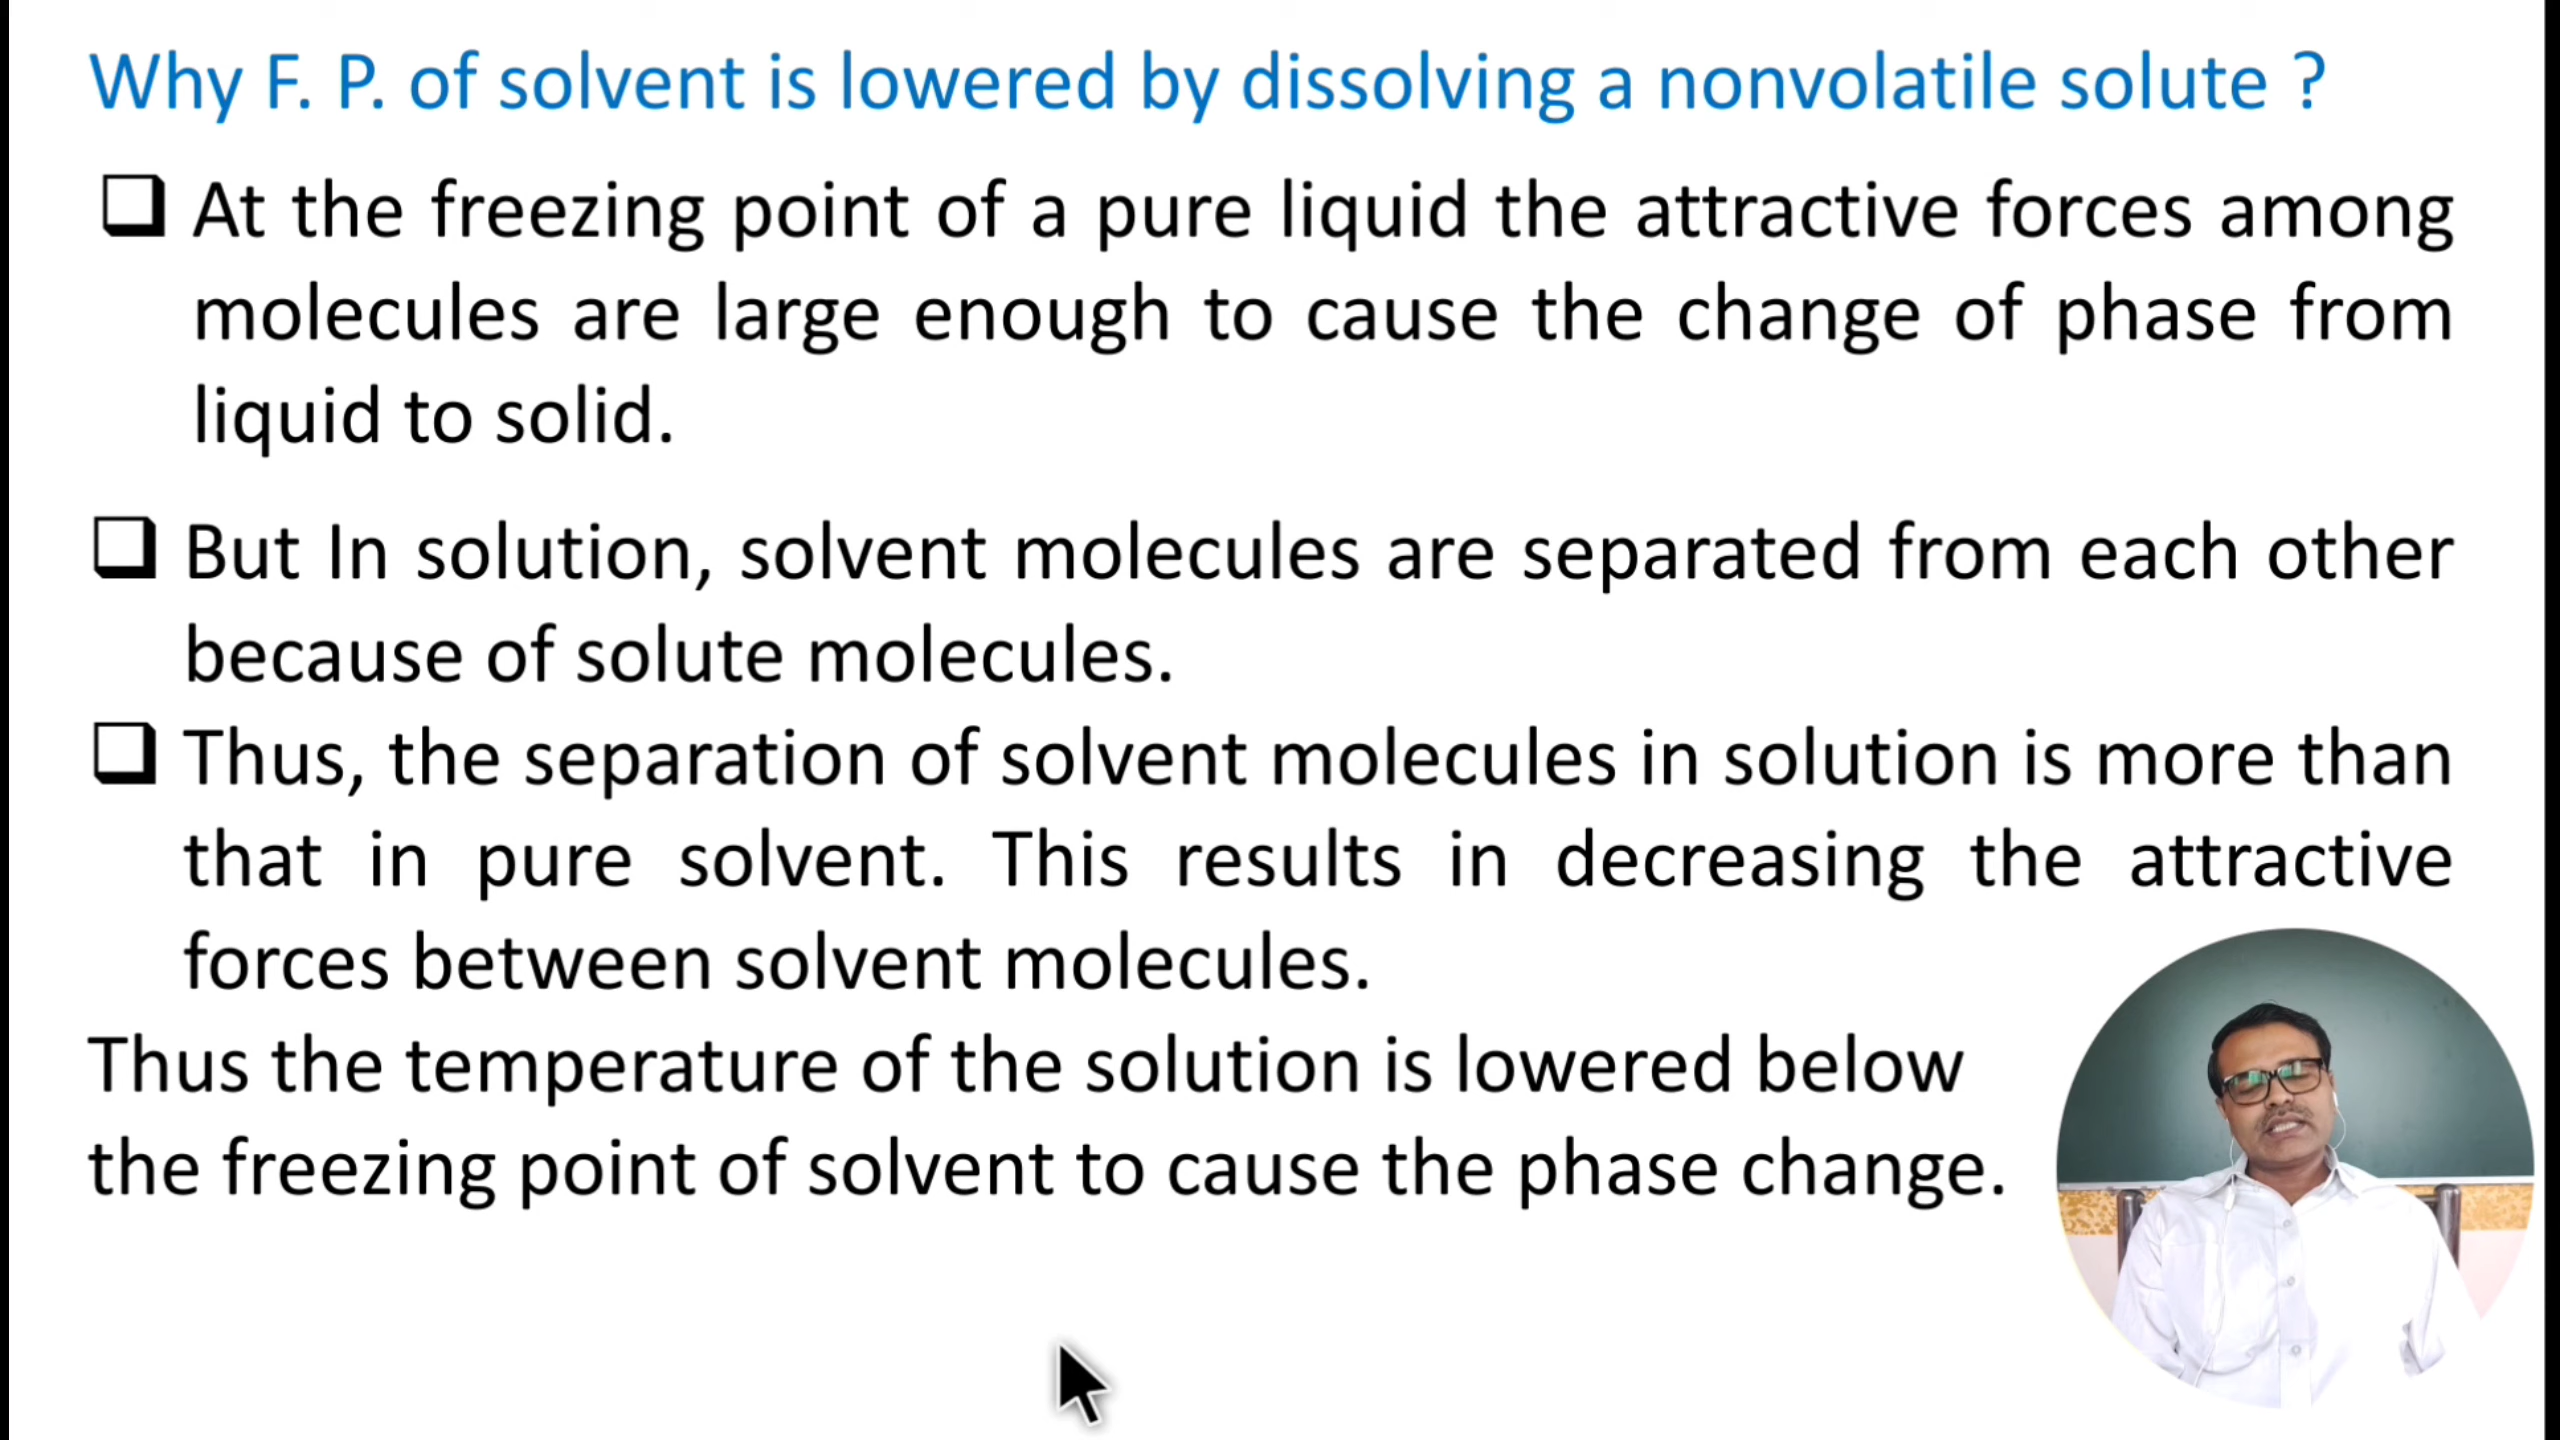 Why F. P. of solvent is lowered by dissolving a nonvolatile solute ?
At the freezing point of a pure liquid the attractive forces among
molecules are large enough to cause the change of phase from
liquid to solid.
But In solution, solvent molecules are separated from each other
because of solute molecules.
Thus, the separation of solvent molecules in solution is more than
that in pure solvent. This results in decreasing the attractive
forces between solvent molecules.
Thus the temperature of the solution is lowered below
the freezing point of solvent to cause the phase change.